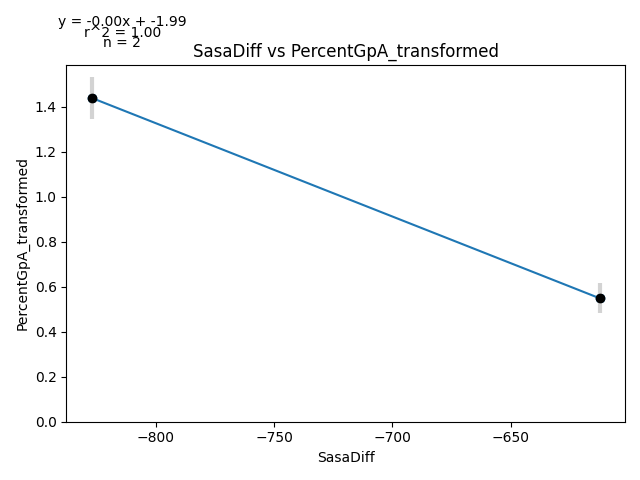 y = -0.00x + -1.99
r^2 = 1.00
n = 2
SasaDiff vs PercentGpA_transformed
PercentGpA_transformed
1.4
1.2
1.0
0.8
0.6
0.4
0.2
0.0
−800
−750
−700
−650
SasaDiff